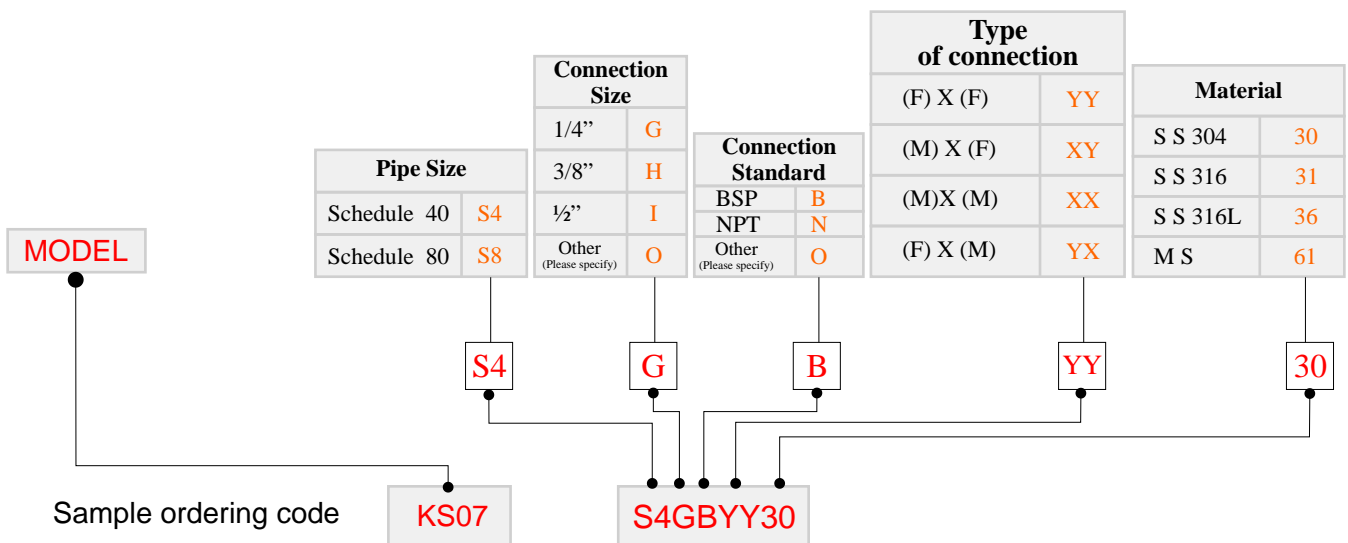 MODEL
Pipe Size
Schedule 40 S4
Schedule 80 S8
Connection
Size
1/4” G
3/8” H
½” I
Other
(Please specify) O
Connection
Standard
BSP B
NPT N
Other
(Please specify) O
Type
of connection
(F) X (F) YY
(M) X (F) XY
(M)X (M) XX
(F) X (M) YX
Material
S S 304 30
S S 316 31
S S 316L 36
M S 61
S4 G B YY 30
Sample ordering code KS07 S4GBYY30